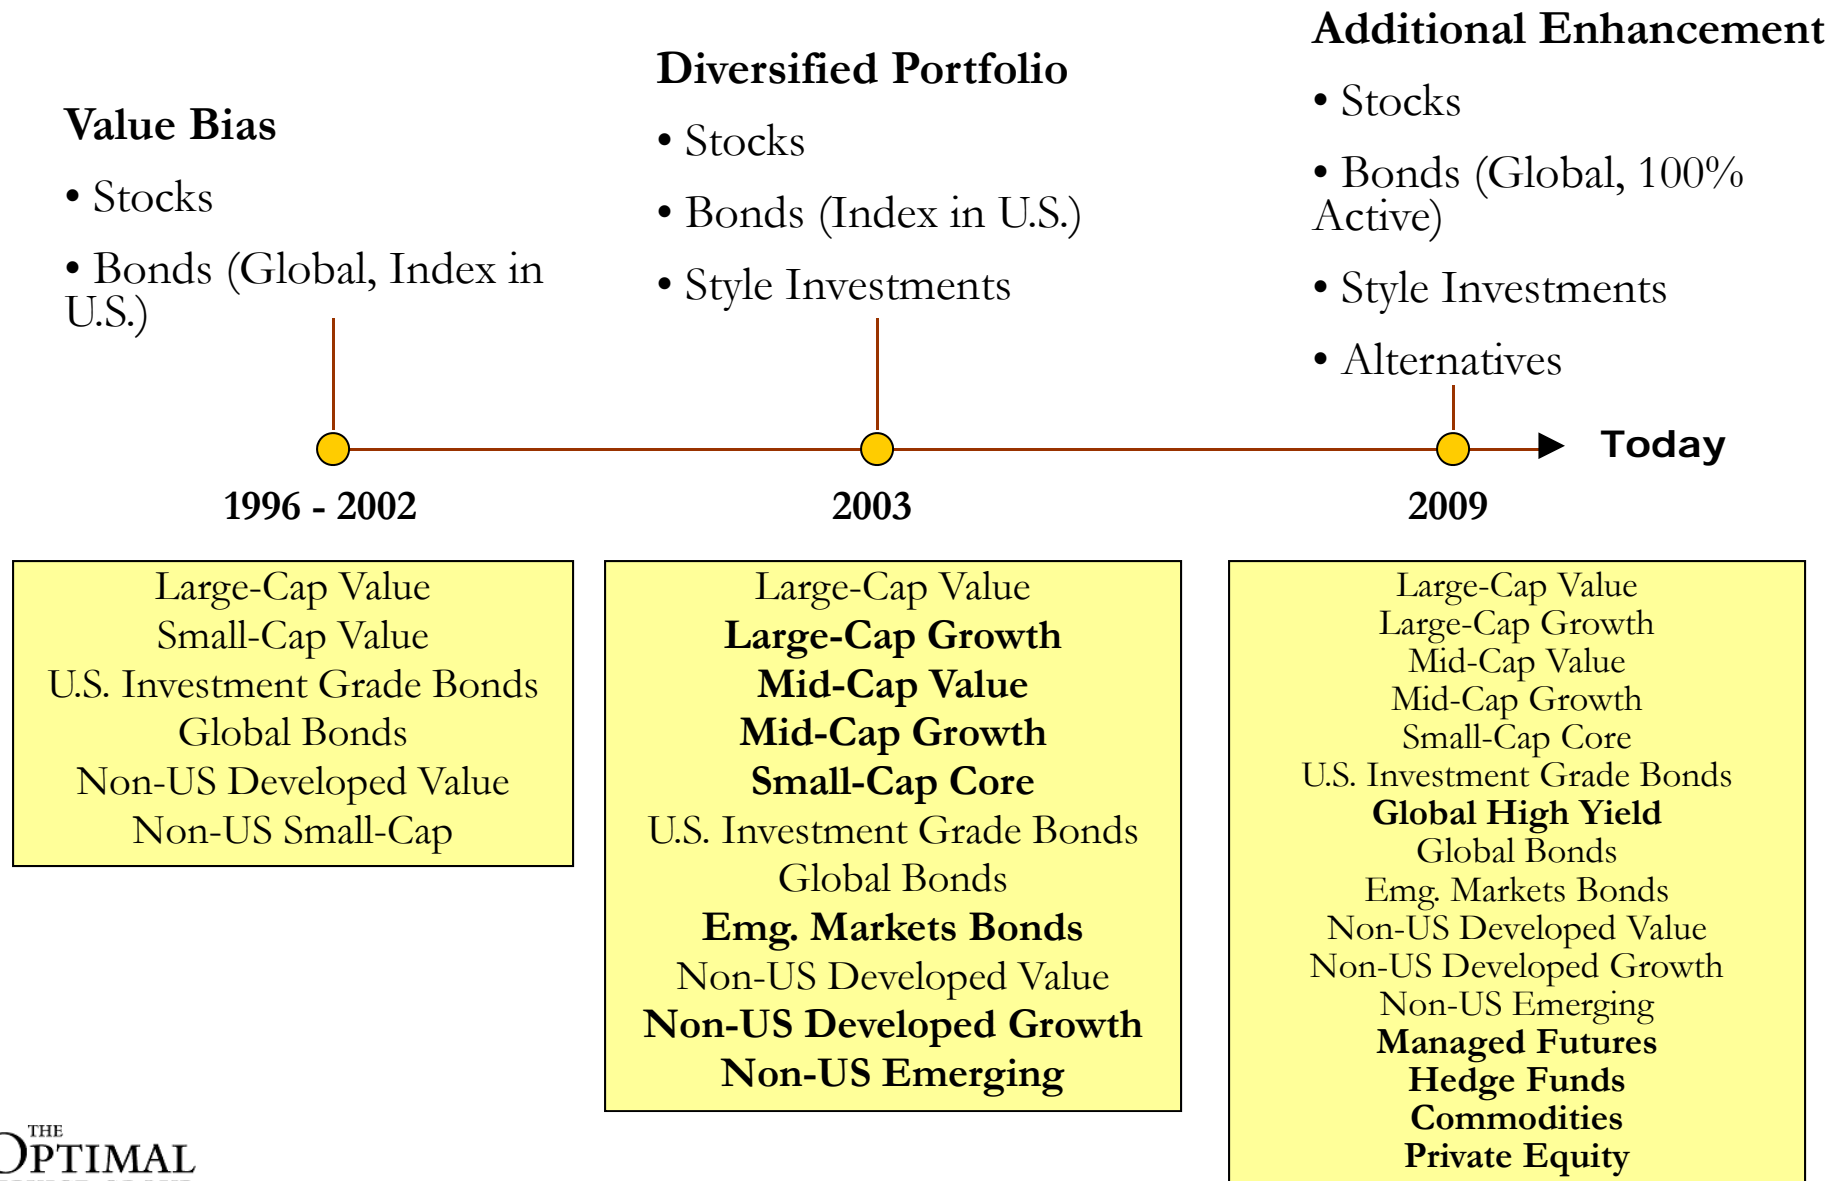 Value Bias
• Stocks
• Bonds (Global, Index in
U.S.)
Diversified Portfolio
• Stocks
• Bonds (Index in U.S.)
• Style Investments
Additional Enhancement
• Stocks
• Bonds (Global, 100%
Active)
• Style Investments
• Alternatives
Today
1996 - 2002
2003
2009
Large-Cap Value
Small-Cap Value
U.S. Investment Grade Bonds
Global Bonds
Non-US Developed Value
Non-US Small-Cap
Large-Cap Value
Large-Cap Growth
Mid-Cap Value
Mid-Cap Growth
Small-Cap Core
U.S. Investment Grade Bonds
Global Bonds
Emg. Markets Bonds
Non-US Developed Value
Non-US Developed Growth
Non-US Emerging
Large-Cap Value
Large-Cap Growth
Mid-Cap Value
Mid-Cap Growth
Small-Cap Core
U.S. Investment Grade Bonds
Global High Yield
Global Bonds
Emg. Markets Bonds
Non-US Developed Value
Non-US Developed Growth
Non-US Emerging
Managed Futures
Hedge Funds
Commodities
Private Equity
THE
OPTIMAL